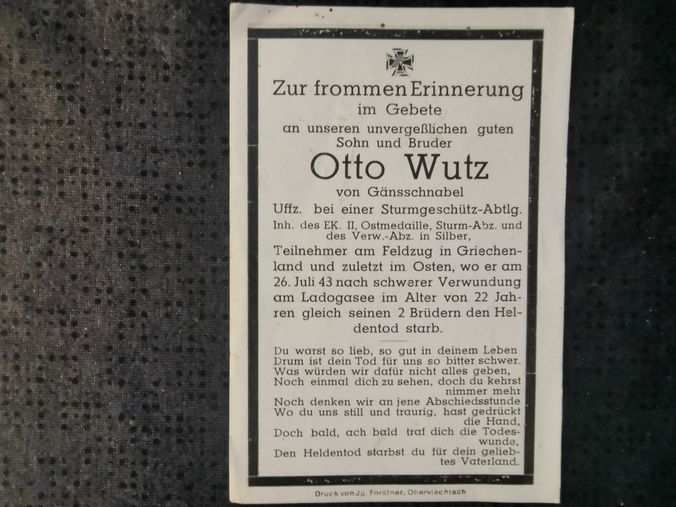 Zur frommen Erinnerung
im Gebete
an unseren unvergeßlichen guten
Sohn und Bruder
Otto Wutz
von Gänsschnabel
Uffz. bei einer Sturmgeschütz-Abtlg.
Inh. des EK. II, Ostmedaille, Sturm-Abz. und
des Verw.-Abz. in Silber,
Teilnehmer am Feldzug in Griechen-
land und zuletzt im Osten, wo er am
26. Juli 43 nach schwerer Verwundung
am Ladogasee im Alter von 22 Jah-
ren gleich seinen 2 Brüdern den Hel-
dentod starb.
Du warst so lieb, so gut in deinem Leben
Drum ist dein Tod für uns so bitter schwer.
Was würden wir dafür nicht alles geben,
Noch einmal dich zu sehen, doch du kehrst
nimmer mehr
Noch denken wir an jene Abschiedsstunde
Wo du uns still und traurig, hast gedrückt
die Hand,
Doch bald, ach bald traf dich die Todes-
wunde,
Den Heldentod starbst du für dein gelieb-
tes Vaterland.
Druck von Jg. Forstner, Oberviechtach